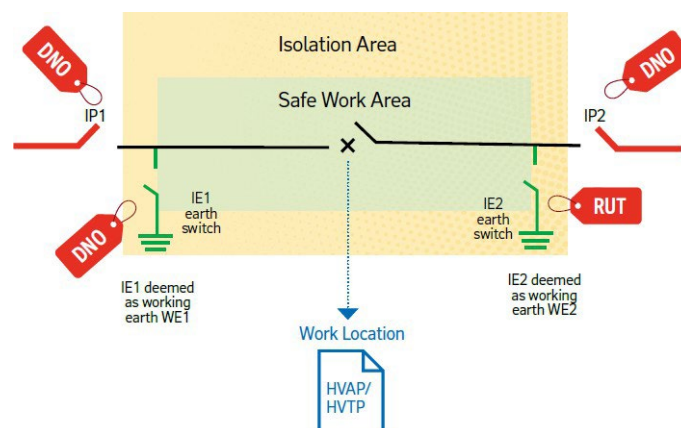 Isolation Area
DNO
DNO
Safe Work Area
IP1
IP2
IE1
earth
switch
IE2
earth
switch
DNO
RUT
IE1 deemed
as working
earth WE1
IE2 deemed
as working
earth WE2
Work Location
HVAP/
HVTP